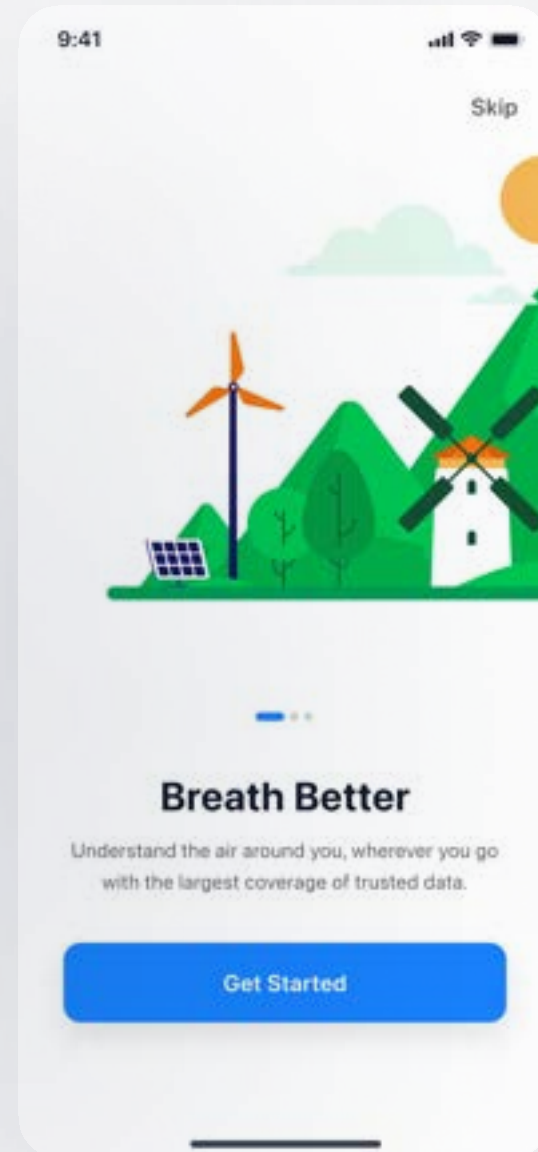 9:41
Skip
Breath Better
Understand the air around you, wherever you go
with the largest coverage of trusted data.
Get Started